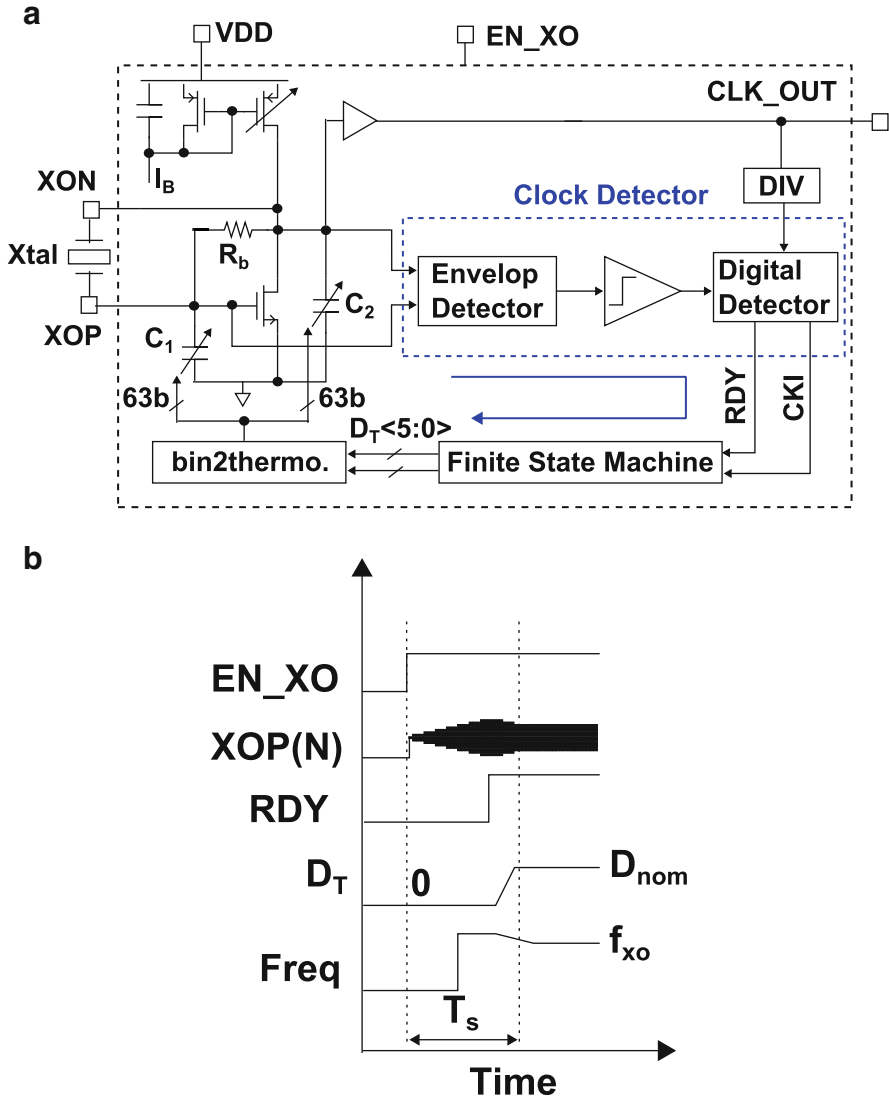 a
VDD
EN_XO
CLK_OUT
I_B
XON
DIV
Clock Detector
Xtal
R_b
Envelop
Detector
Digital
Detector
XOP
C_1
C_2
63b
63b
RDY
CKI
D_T<5:0>
bin2thermo.
Finite State Machine
b
EN_XO
XOP(N)
RDY
D_T
0
D_nom
Freq
f_xo
T_s
Time